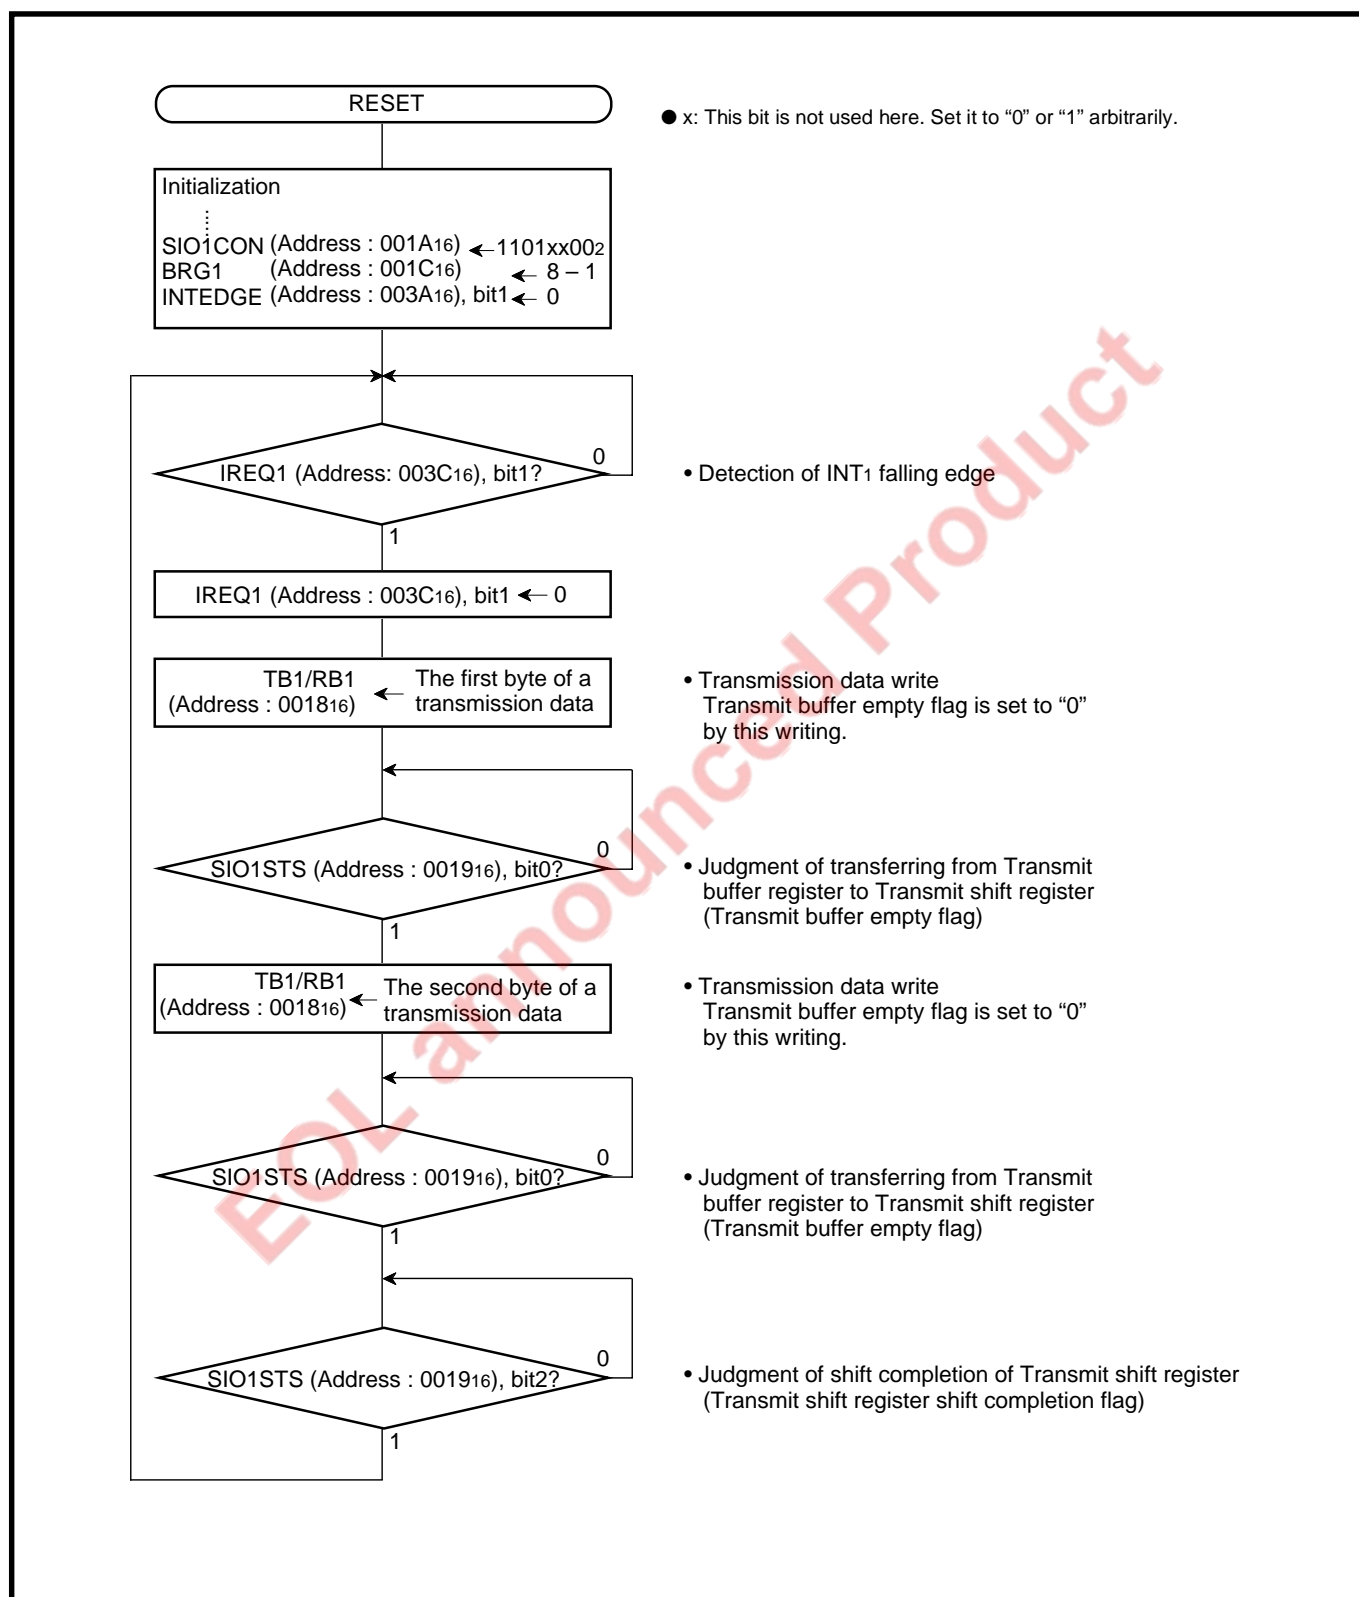 RESET
● x: This bit is not used here. Set it to “0” or “1” arbitrarily.
Initialization
SIO1CON (Address : 001A16) ←1101xx002
BRG1 (Address : 001C16) ← 8 – 1
INTEDGE (Address : 003A16), bit1 ← 0
0
IREQ1 (Address: 003C16), bit1?
• Detection of INT1 falling edge
1
IREQ1 (Address : 003C16), bit1 ← 0
TB1/RB1
(Address : 001816)
←
The first byte of a
transmission data
• Transmission data write
Transmit buffer empty flag is set to “0”
by this writing.
0
SIO1STS (Address : 001916), bit0?
• Judgment of transferring from Transmit
buffer register to Transmit shift register
(Transmit buffer empty flag)
1
TB1/RB1
(Address : 001816)
←
The second byte of a
transmission data
• Transmission data write
Transmit buffer empty flag is set to “0”
by this writing.
0
SIO1STS (Address : 001916), bit0?
• Judgment of transferring from Transmit
buffer register to Transmit shift register
(Transmit buffer empty flag)
1
0
SIO1STS (Address : 001916), bit2?
• Judgment of shift completion of Transmit shift register
(Transmit shift register shift completion flag)
1
EOL announced Product